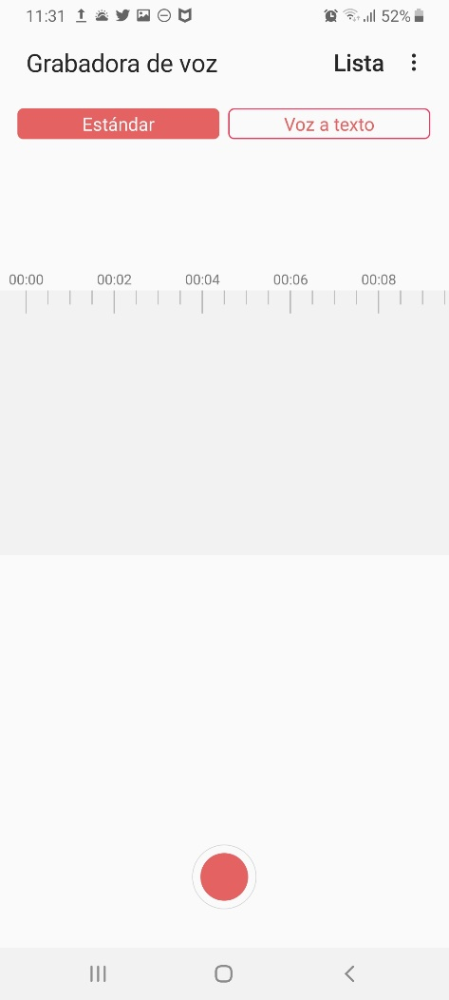 11:31 52%
Grabadora de voz Lista
Estándar Voz a texto
00:00 00:02 00:04 00:06 00:08